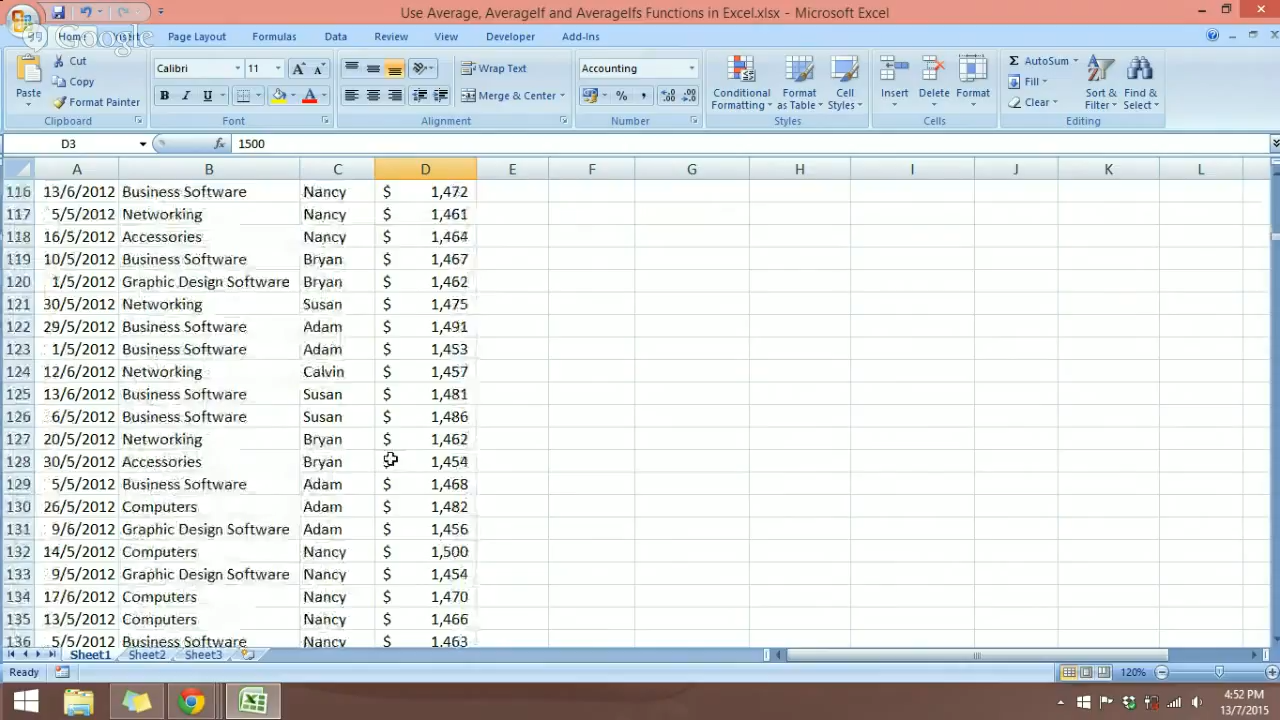 Use Average, AverageIf and AverageIfs Functions in Excel.xlsx - Microsoft Excel
Google
Home Insert Page Layout Formulas Data Review View Developer Add-Ins
Paste
Cut
Copy
Format Painter
Clipboard
Calibri 11
B I U
Font
Wrap Text
Merge & Center
Alignment
Accounting
$ % ,
Number
Conditional Formatting
Format as Table
Cell Styles
Styles
Insert
Delete
Format
Cells
AutoSum
Fill
Clear
Sort & Filter
Find & Select
Editing
D3 fx 1500
A B C D E F G H I J K L
116 13/6/2012 Business Software Nancy $ 1,472
117 5/5/2012 Networking Nancy $ 1,461
118 16/5/2012 Accessories Nancy $ 1,464
119 10/5/2012 Business Software Bryan $ 1,467
120 1/5/2012 Graphic Design Software Bryan $ 1,462
121 30/5/2012 Networking Susan $ 1,475
122 29/5/2012 Business Software Adam $ 1,491
123 1/5/2012 Business Software Adam $ 1,453
124 12/6/2012 Networking Calvin $ 1,457
125 13/6/2012 Business Software Susan $ 1,481
126 6/5/2012 Business Software Susan $ 1,486
127 20/5/2012 Networking Bryan $ 1,462
128 30/5/2012 Accessories Bryan $ 1,454
129 5/5/2012 Business Software Adam $ 1,468
130 26/5/2012 Computers Adam $ 1,482
131 9/6/2012 Graphic Design Software Adam $ 1,456
132 14/5/2012 Computers Nancy $ 1,500
133 9/5/2012 Graphic Design Software Nancy $ 1,454
134 17/6/2012 Computers Nancy $ 1,470
135 13/5/2012 Computers Nancy $ 1,466
136 5/5/2012 Business Software Nancy $ 1,463
Sheet1 Sheet2 Sheet3
Ready 120%
4:52 PM
13/7/2015